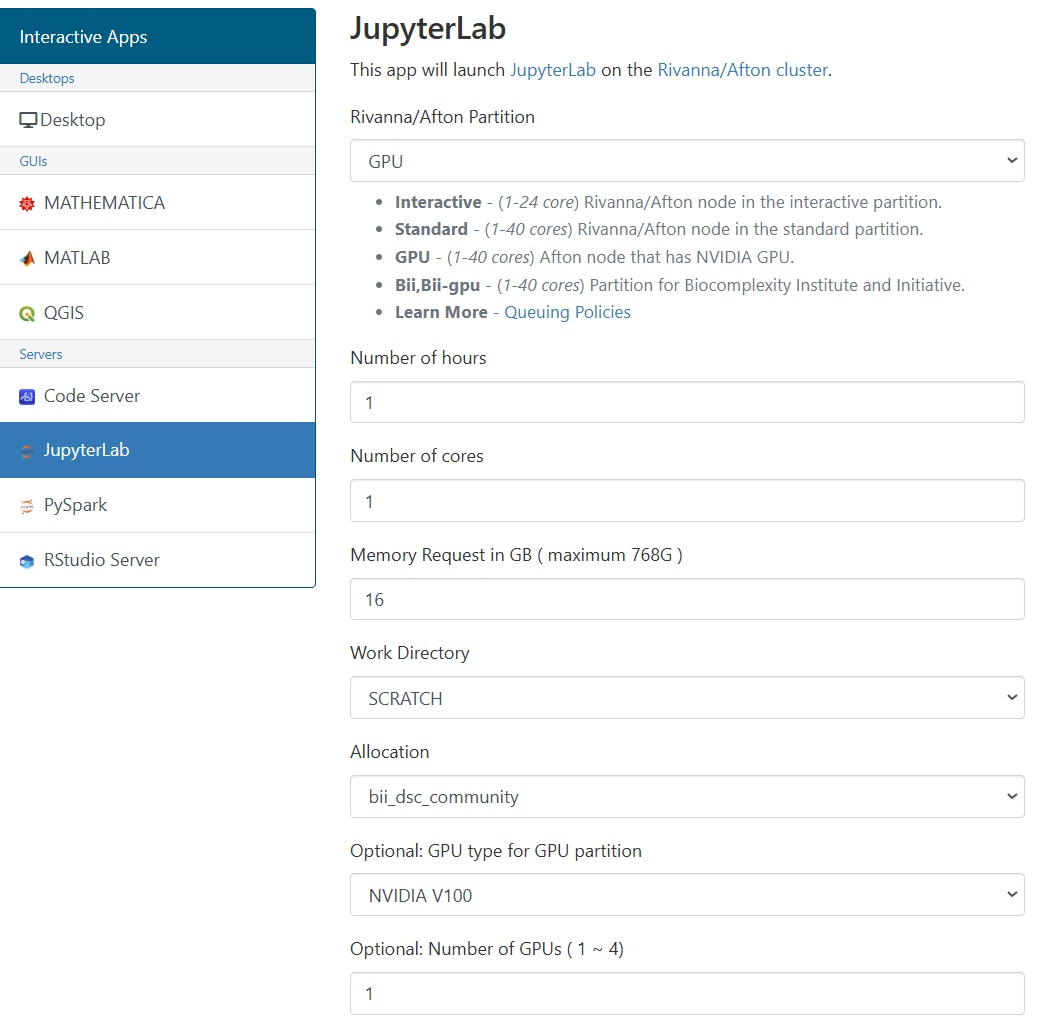 Interactive Apps
Desktops
Desktop
GUIs
MATHEMATICA
MATLAB
QGIS
Servers
Code Server
JupyterLab
PySpark
RStudio Server
JupyterLab
This app will launch JupyterLab on the Rivanna/Afton cluster.
Rivanna/Afton Partition
GPU
• Interactive - (1-24 core) Rivanna/Afton node in the interactive partition.
• Standard - (1-40 cores) Rivanna/Afton node in the standard partition.
• GPU - (1-40 cores) Afton node that has NVIDIA GPU.
• Bii,Bii-gpu - (1-40 cores) Partition for Biocomplexity Institute and Initiative.
• Learn More - Queuing Policies
Number of hours
1
Number of cores
1
Memory Request in GB ( maximum 768G )
16
Work Directory
SCRATCH
Allocation
bii_dsc_community
Optional: GPU type for GPU partition
NVIDIA V100
Optional: Number of GPUs ( 1 ~ 4)
1